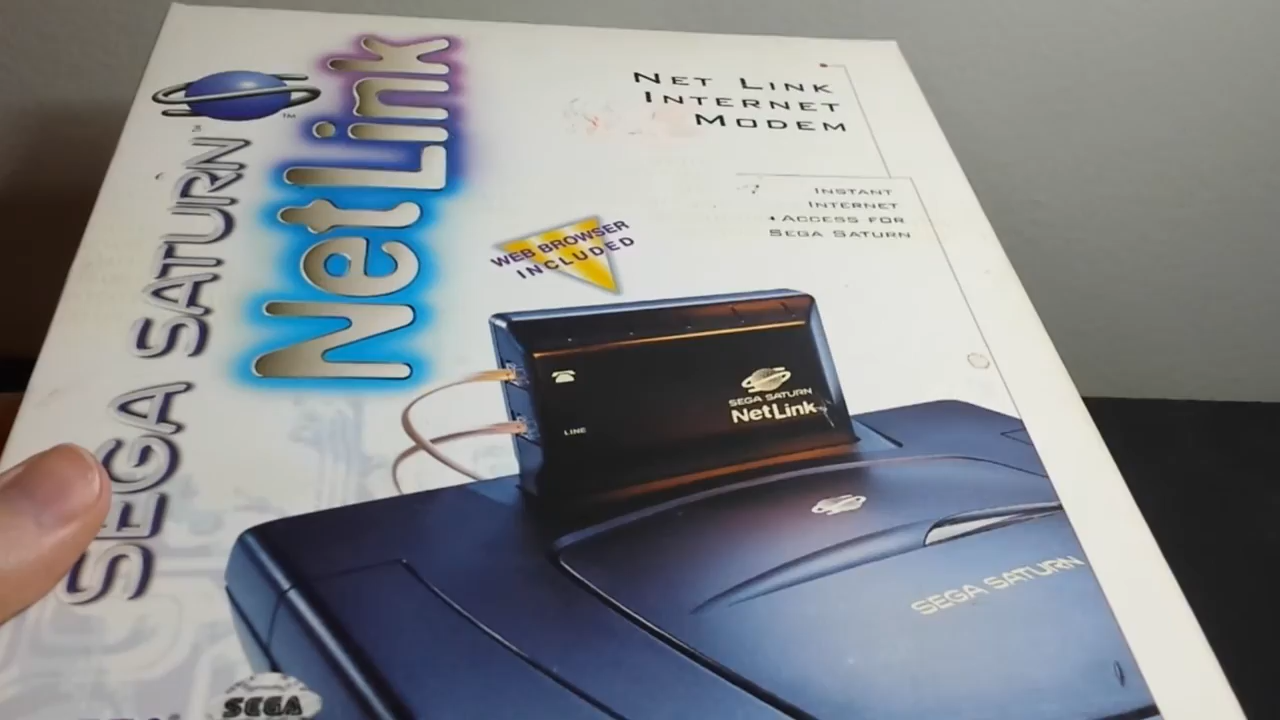 SEGA SATURN
NetLink
TM
NET LINK
INTERNET
MODEM
INSTANT
INTERNET
ACCESS FOR
SEGA SATURN
WEB BROWSER
INCLUDED
LINE
SEGA SATURN
NetLink
SEGA SATURN
SEGA